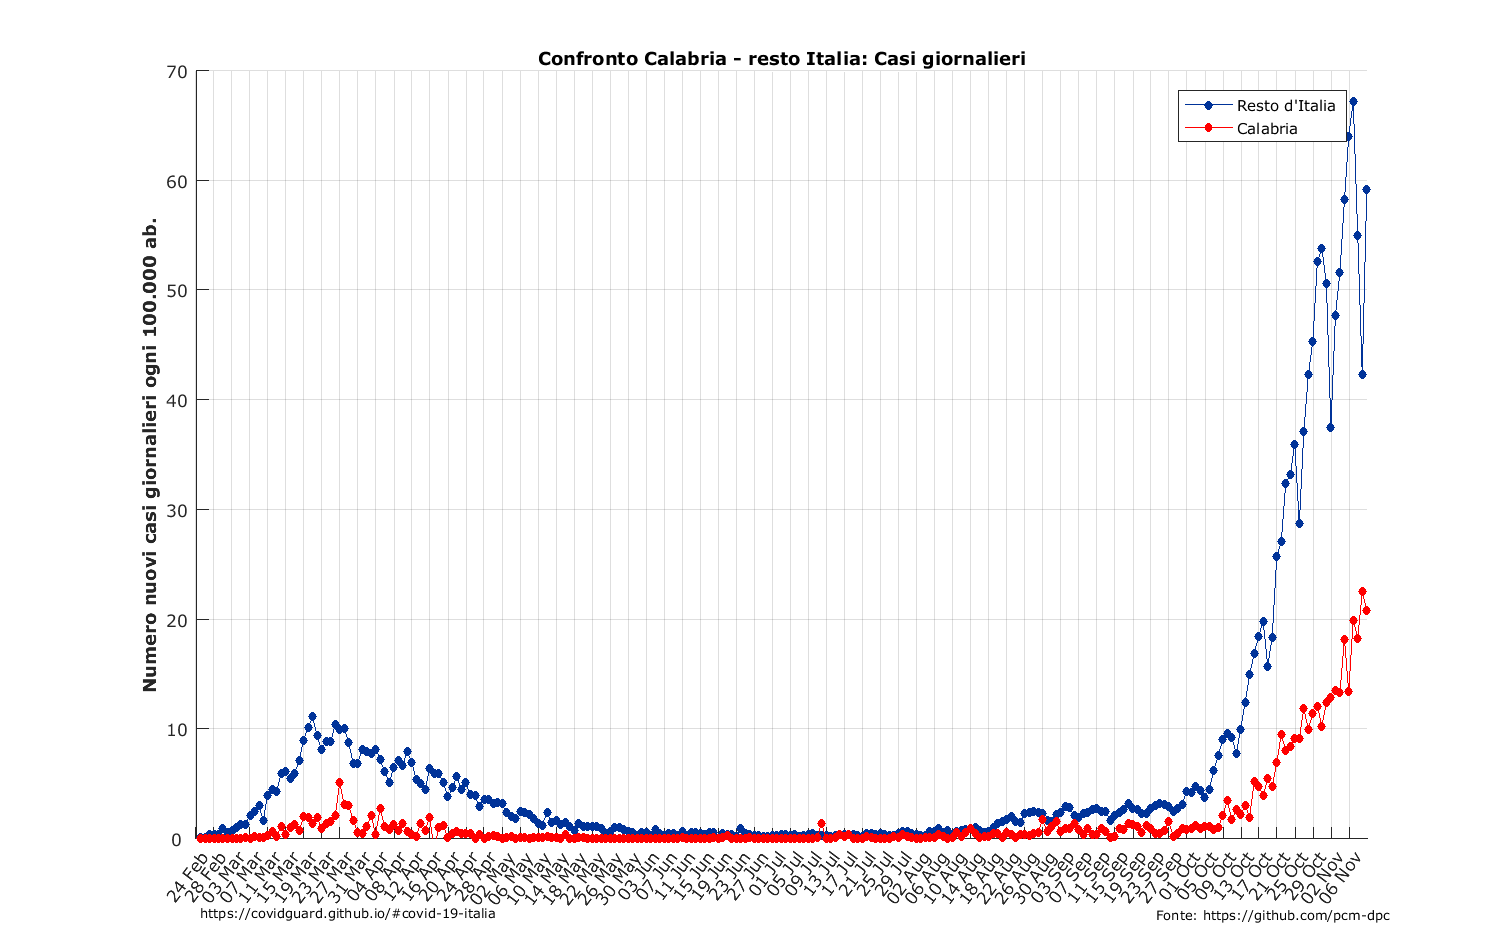 Confronto Calabria - resto Italia: Casi giornalieri
Numero nuovi casi giornalieri ogni 100.000 ab.
70
60
50
40
30
20
10
0
Resto d'Italia
Calabria
24 Feb
28 Feb
03 Mar
07 Mar
11 Mar
15 Mar
19 Mar
23 Mar
27 Mar
31 Mar
04 Apr
08 Apr
12 Apr
16 Apr
20 Apr
24 Apr
28 Apr
02 May
06 May
10 May
14 May
18 May
22 May
26 May
30 May
03 Jun
07 Jun
11 Jun
15 Jun
19 Jun
23 Jun
27 Jun
01 Jul
05 Jul
09 Jul
13 Jul
17 Jul
21 Jul
25 Jul
29 Jul
02 Aug
06 Aug
10 Aug
14 Aug
18 Aug
22 Aug
26 Aug
30 Aug
03 Sep
07 Sep
11 Sep
15 Sep
19 Sep
23 Sep
27 Sep
01 Oct
05 Oct
09 Oct
13 Oct
17 Oct
21 Oct
25 Oct
29 Oct
02 Nov
06 Nov
https://covidguard.github.io/#covid-19-italia
Fonte: https://github.com/pcm-dpc